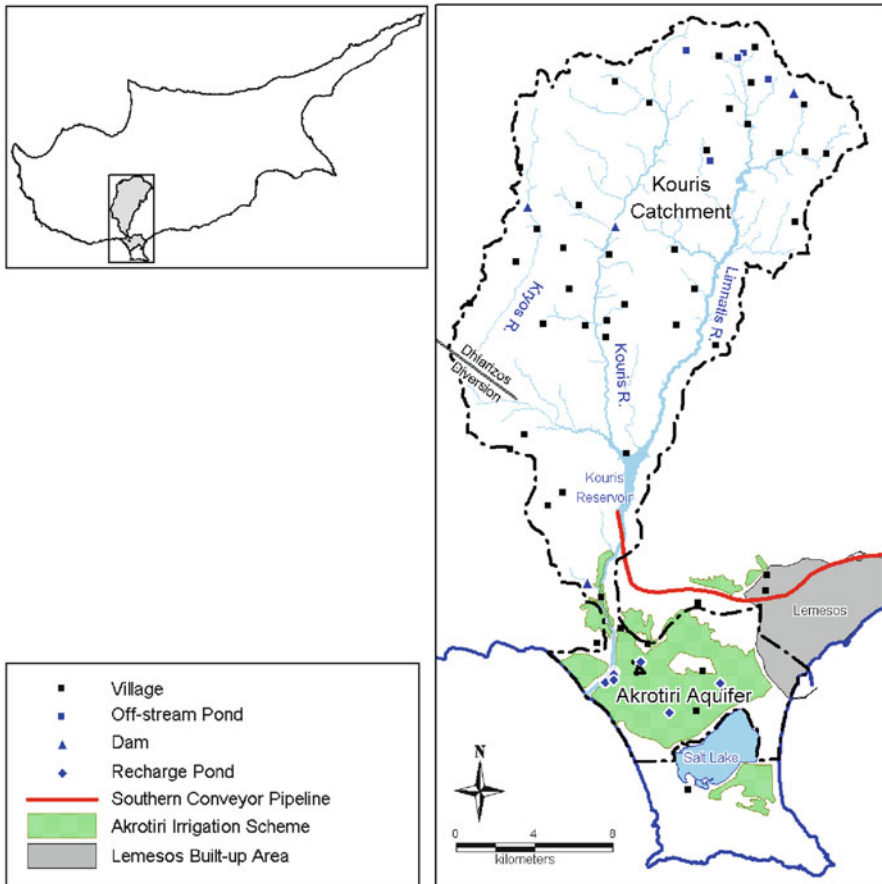 Kouris
Catchment
Kryos R.
Kouris R.
Limnatis R.
Dhiarizos
Diversion
Kouris
Reservoir
Lemesos
Akrotiri Aquifer
Salt Lake
N
0 4 8
kilometers
Village
Off-stream Pond
Dam
Recharge Pond
Southern Conveyor Pipeline
Akrotiri Irrigation Scheme
Lemesos Built-up Area